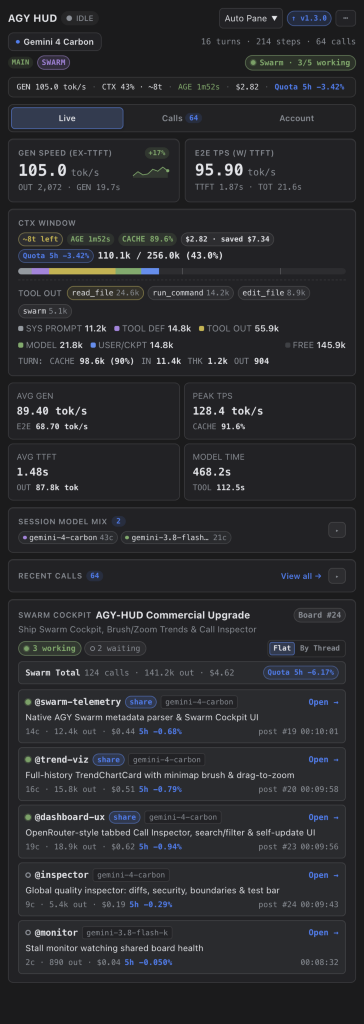 AGY HUD IDLE Auto Pane ▼ ↑ v1.3.0 ⋯
Gemini 4 Carbon 16 turns · 214 steps · 64 calls
MAIN SWARM Swarm · 3/5 working
GEN 105.0 tok/s · CTX 43% · ~8t · AGE 1m52s · $2.82 · Quota 5h ~3.42%
Live Calls 64 Account
GEN SPEED (EX-TTFT) +17%
105.0 tok/s
OUT 2,072 · GEN 19.7s
E2E TPS (W/ TTFT)
95.90 tok/s
TTFT 1.87s · TOT 21.6s
CTX WINDOW
~8t left AGE 1m52s CACHE 89.6% $2.82 · saved $7.34
Quota 5h ~3.42% 110.1k / 256.0k (43.0%)
TOOL OUT read_file 24.6k run_command 14.2k edit_file 8.9k
swarm 5.1k
SYS PROMPT 11.2k TOOL DEF 14.8k TOOL OUT 55.9k
MODEL 21.8k USER/CKPT 14.8k FREE 145.9k
TURN: CACHE 98.6k (90%) IN 11.4k THK 1.2k OUT 904
AVG GEN
89.40 tok/s
E2E 68.70 tok/s
PEAK TPS
128.4 tok/s
CACHE 91.6%
AVG TTFT
1.48s
OUT 87.8k tok
MODEL TIME
468.2s
TOOL 112.5s
SESSION MODEL MIX 2
gemini-4-carbon 43c gemini-3.8-flash… 21c
RECENT CALLS 64 View all →
SWARM COCKPIT AGY-HUD Commercial Upgrade Board #24
Ship Swarm Cockpit, Brush/Zoom Trends & Call Inspector
3 working 2 waiting Flat By Thread
Swarm Total 124 calls · 141.2k out · $4.62 Quota 5h ~6.17%
@swarm-telemetry share gemini-4-carbon Open →
Native AGY Swarm metadata parser & Swarm Cockpit UI
14c · 12.4k out · $0.44 5h ~0.68% post #19 00:10:01
@trend-viz share gemini-4-carbon Open →
Full-history TrendChartCard with minimap brush & drag-to-zoom
16c · 15.8k out · $0.51 5h ~0.79% post #20 00:09:58
@dashboard-ux share gemini-4-carbon Open →
OpenRouter-style tabbed Call Inspector, search/filter & self-update UI
19c · 18.9k out · $0.62 5h ~0.94% post #23 00:09:56
@inspector gemini-4-carbon Open →
Global quality inspector: diffs, security, boundaries & test bar
9c · 5.4k out · $0.19 5h ~0.29% post #24 00:09:43
@monitor gemini-3.8-flash-k Open →
Stall monitor watching shared board health
2c · 890 out · $0.04 5h ~0.050% 00:08:32